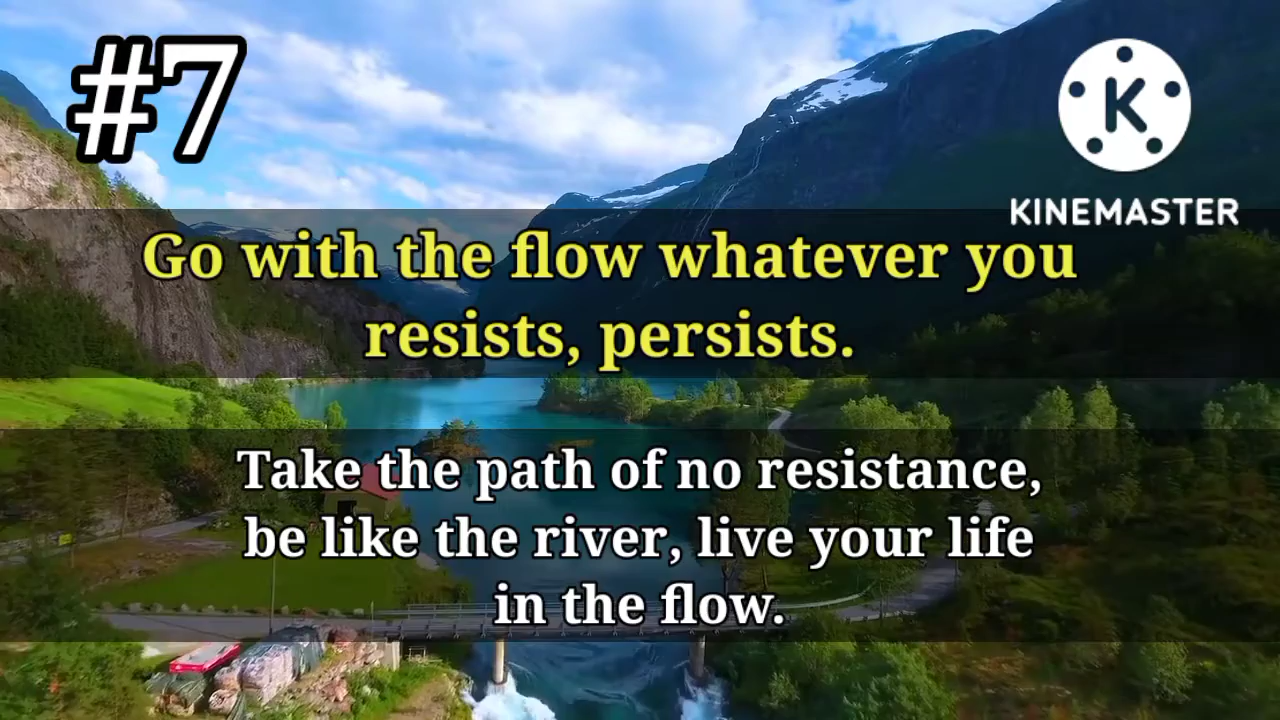 #7
K
KINEMASTER
Go with the flow whatever you
resists, persists.
Take the path of no resistance,
be like the river, live your life
in the flow.